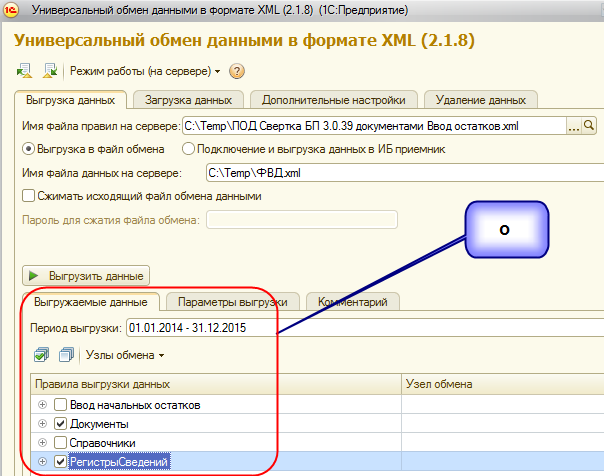 Универсальный обмен данными в формате XML (2.1.8) (1С:Предприятие)
Универсальный обмен данными в формате XML (2.1.8)
Режим работы (на сервере)
Выгрузка данных Загрузка данных Дополнительные настройки Удаление данных
Имя файла правил на сервере: C:\Temp\ПОД Свертка БП 3.0.39 документами Ввод остатков.xml ...
Выгрузка в файл обмена Подключение и выгрузка данных в ИБ приемник
Имя файла данных на сервере: C:\Temp\ФВД.xml
Сжимать исходящий файл обмена данными
Пароль для сжатия файла обмена:
о
Выгрузить данные
Выгружаемые данные Параметры выгрузки Комментарий
Период выгрузки: 01.01.2014 - 31.12.2015
Узлы обмена
Правила выгрузки данных Узел обмена
Ввод начальных остатков
Документы
Справочники
РегистрыСведений